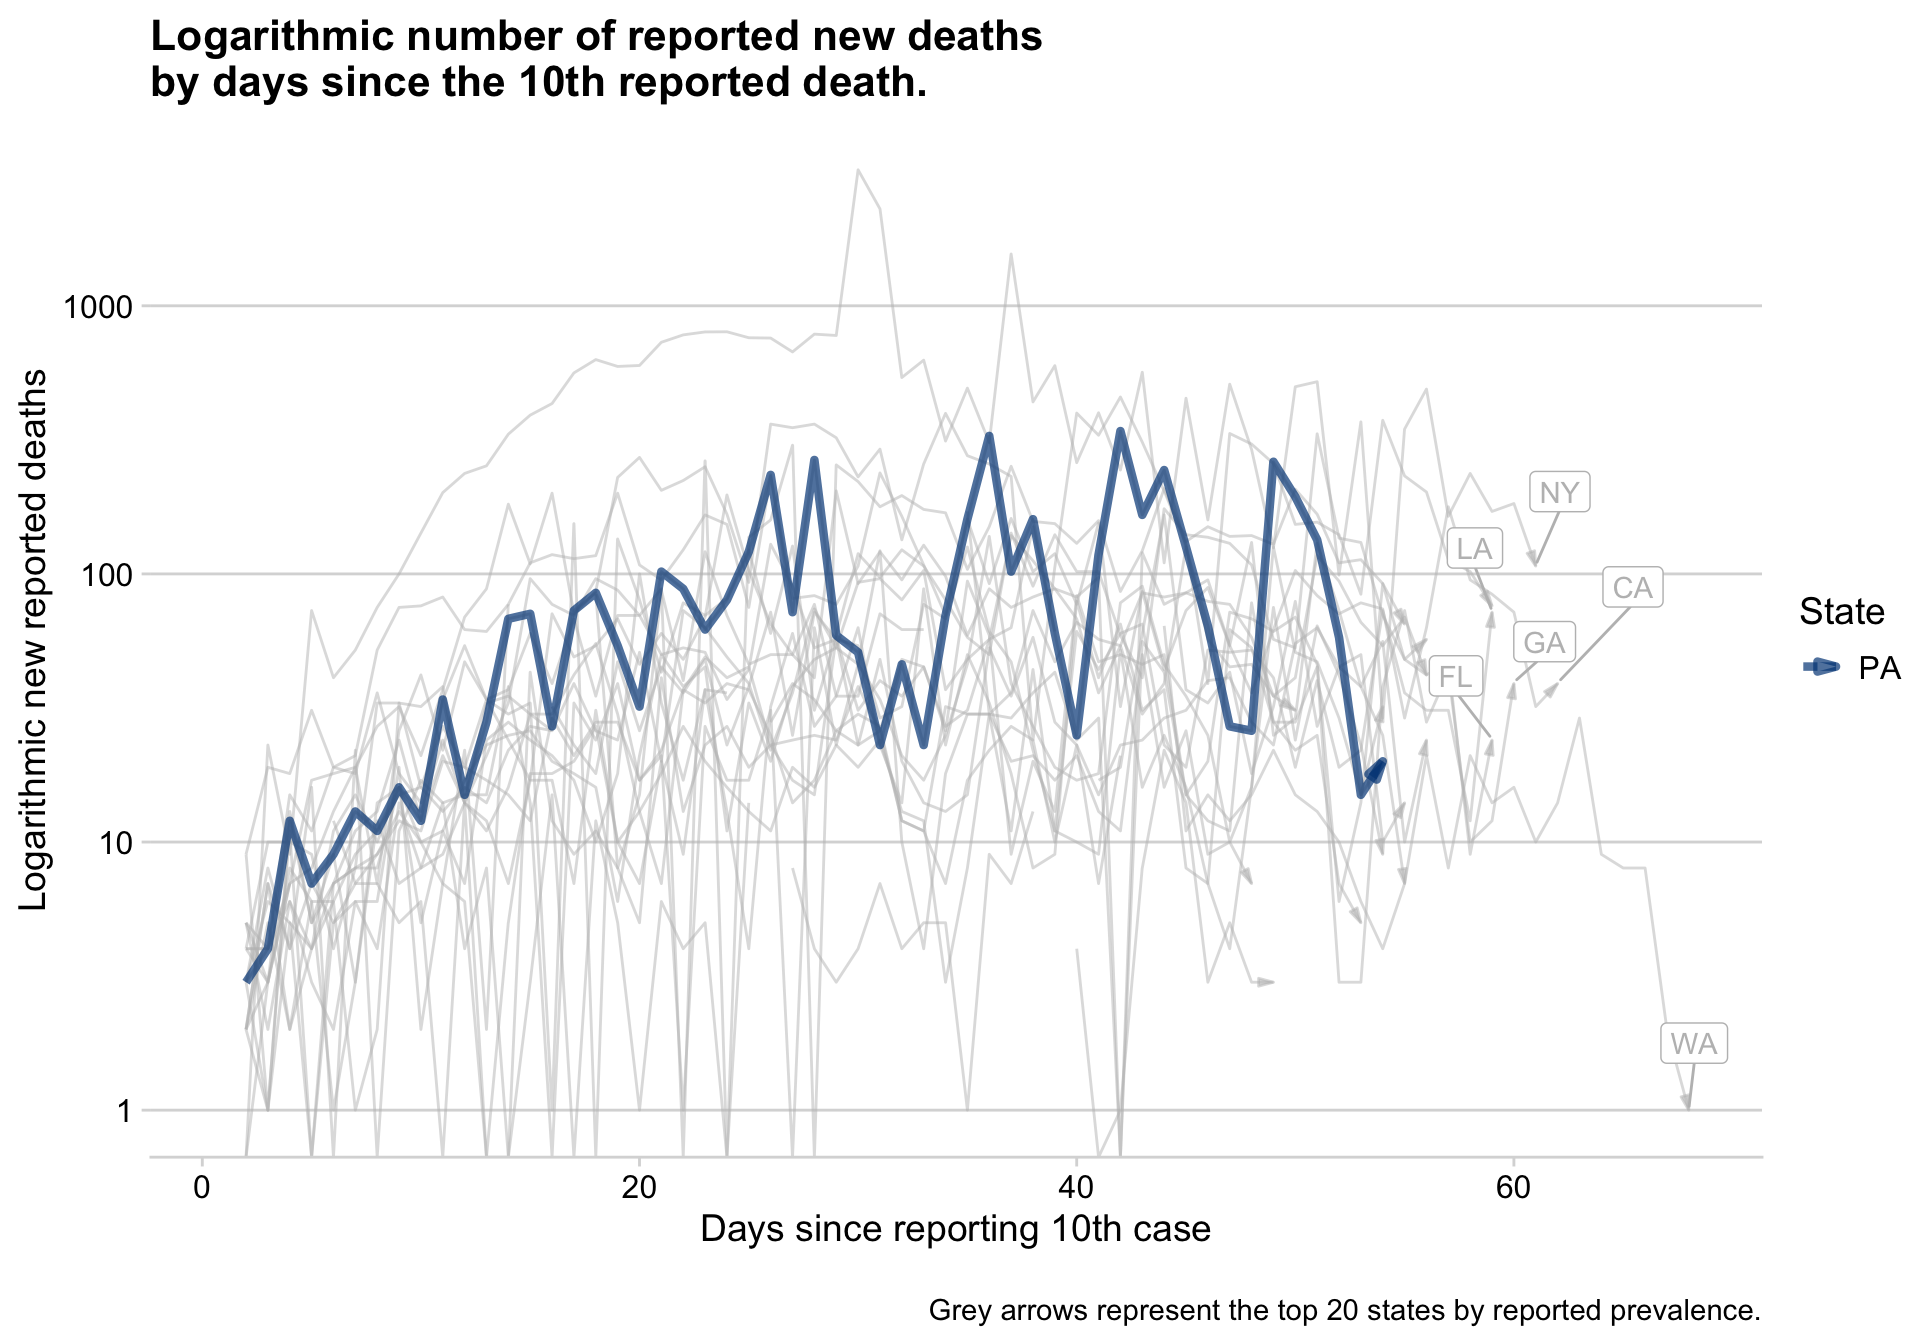 Logarithmic number of reported new deaths
by days since the 10th reported death.
Logarithmic new reported deaths
1000
100
10
1
NY
LA
CA
GA
FL
WA
State
PA
0 20 40 60
Days since reporting 10th case
Grey arrows represent the top 20 states by reported prevalence.